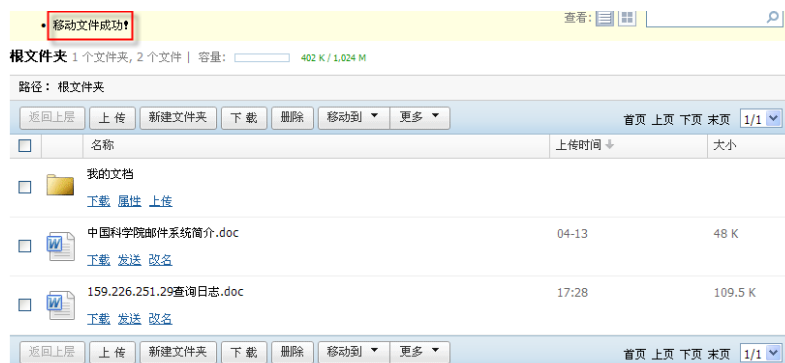 • 移动文件成功! 查看:
根文件夹 1 个文件夹, 2 个文件 | 容量: 402 K / 1,024 M
路径: 根文件夹
返回上层 上 传 新建文件夹 下 载 删除 移动到 ▼ 更多 ▼ 首页 上页 下页 末页 1/1
名称 上传时间 大小
我的文档
下载 属性 上传
中国科学院邮件系统简介.doc 04-13 48 K
下载 发送 改名
159.226.251.29查询日志.doc 17:28 109.5 K
下载 发送 改名
返回上层 上 传 新建文件夹 下 载 删除 移动到 ▼ 更多 ▼ 首页 上页 下页 末页 1/1